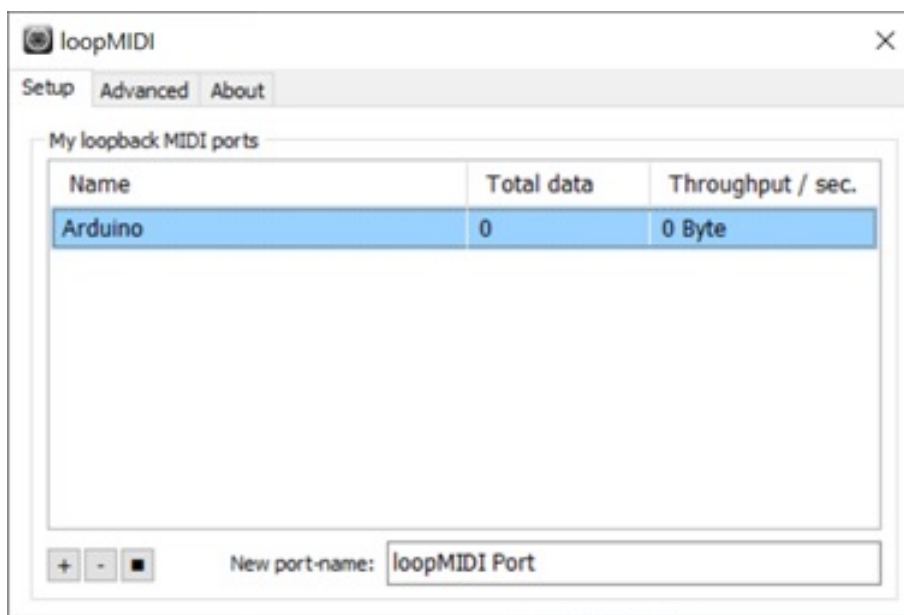 loopMIDI
Setup Advanced About
My loopback MIDI ports
Name Total data Throughput / sec.
Arduino 0 0 Byte
+ - ■ New port-name: loopMIDI Port